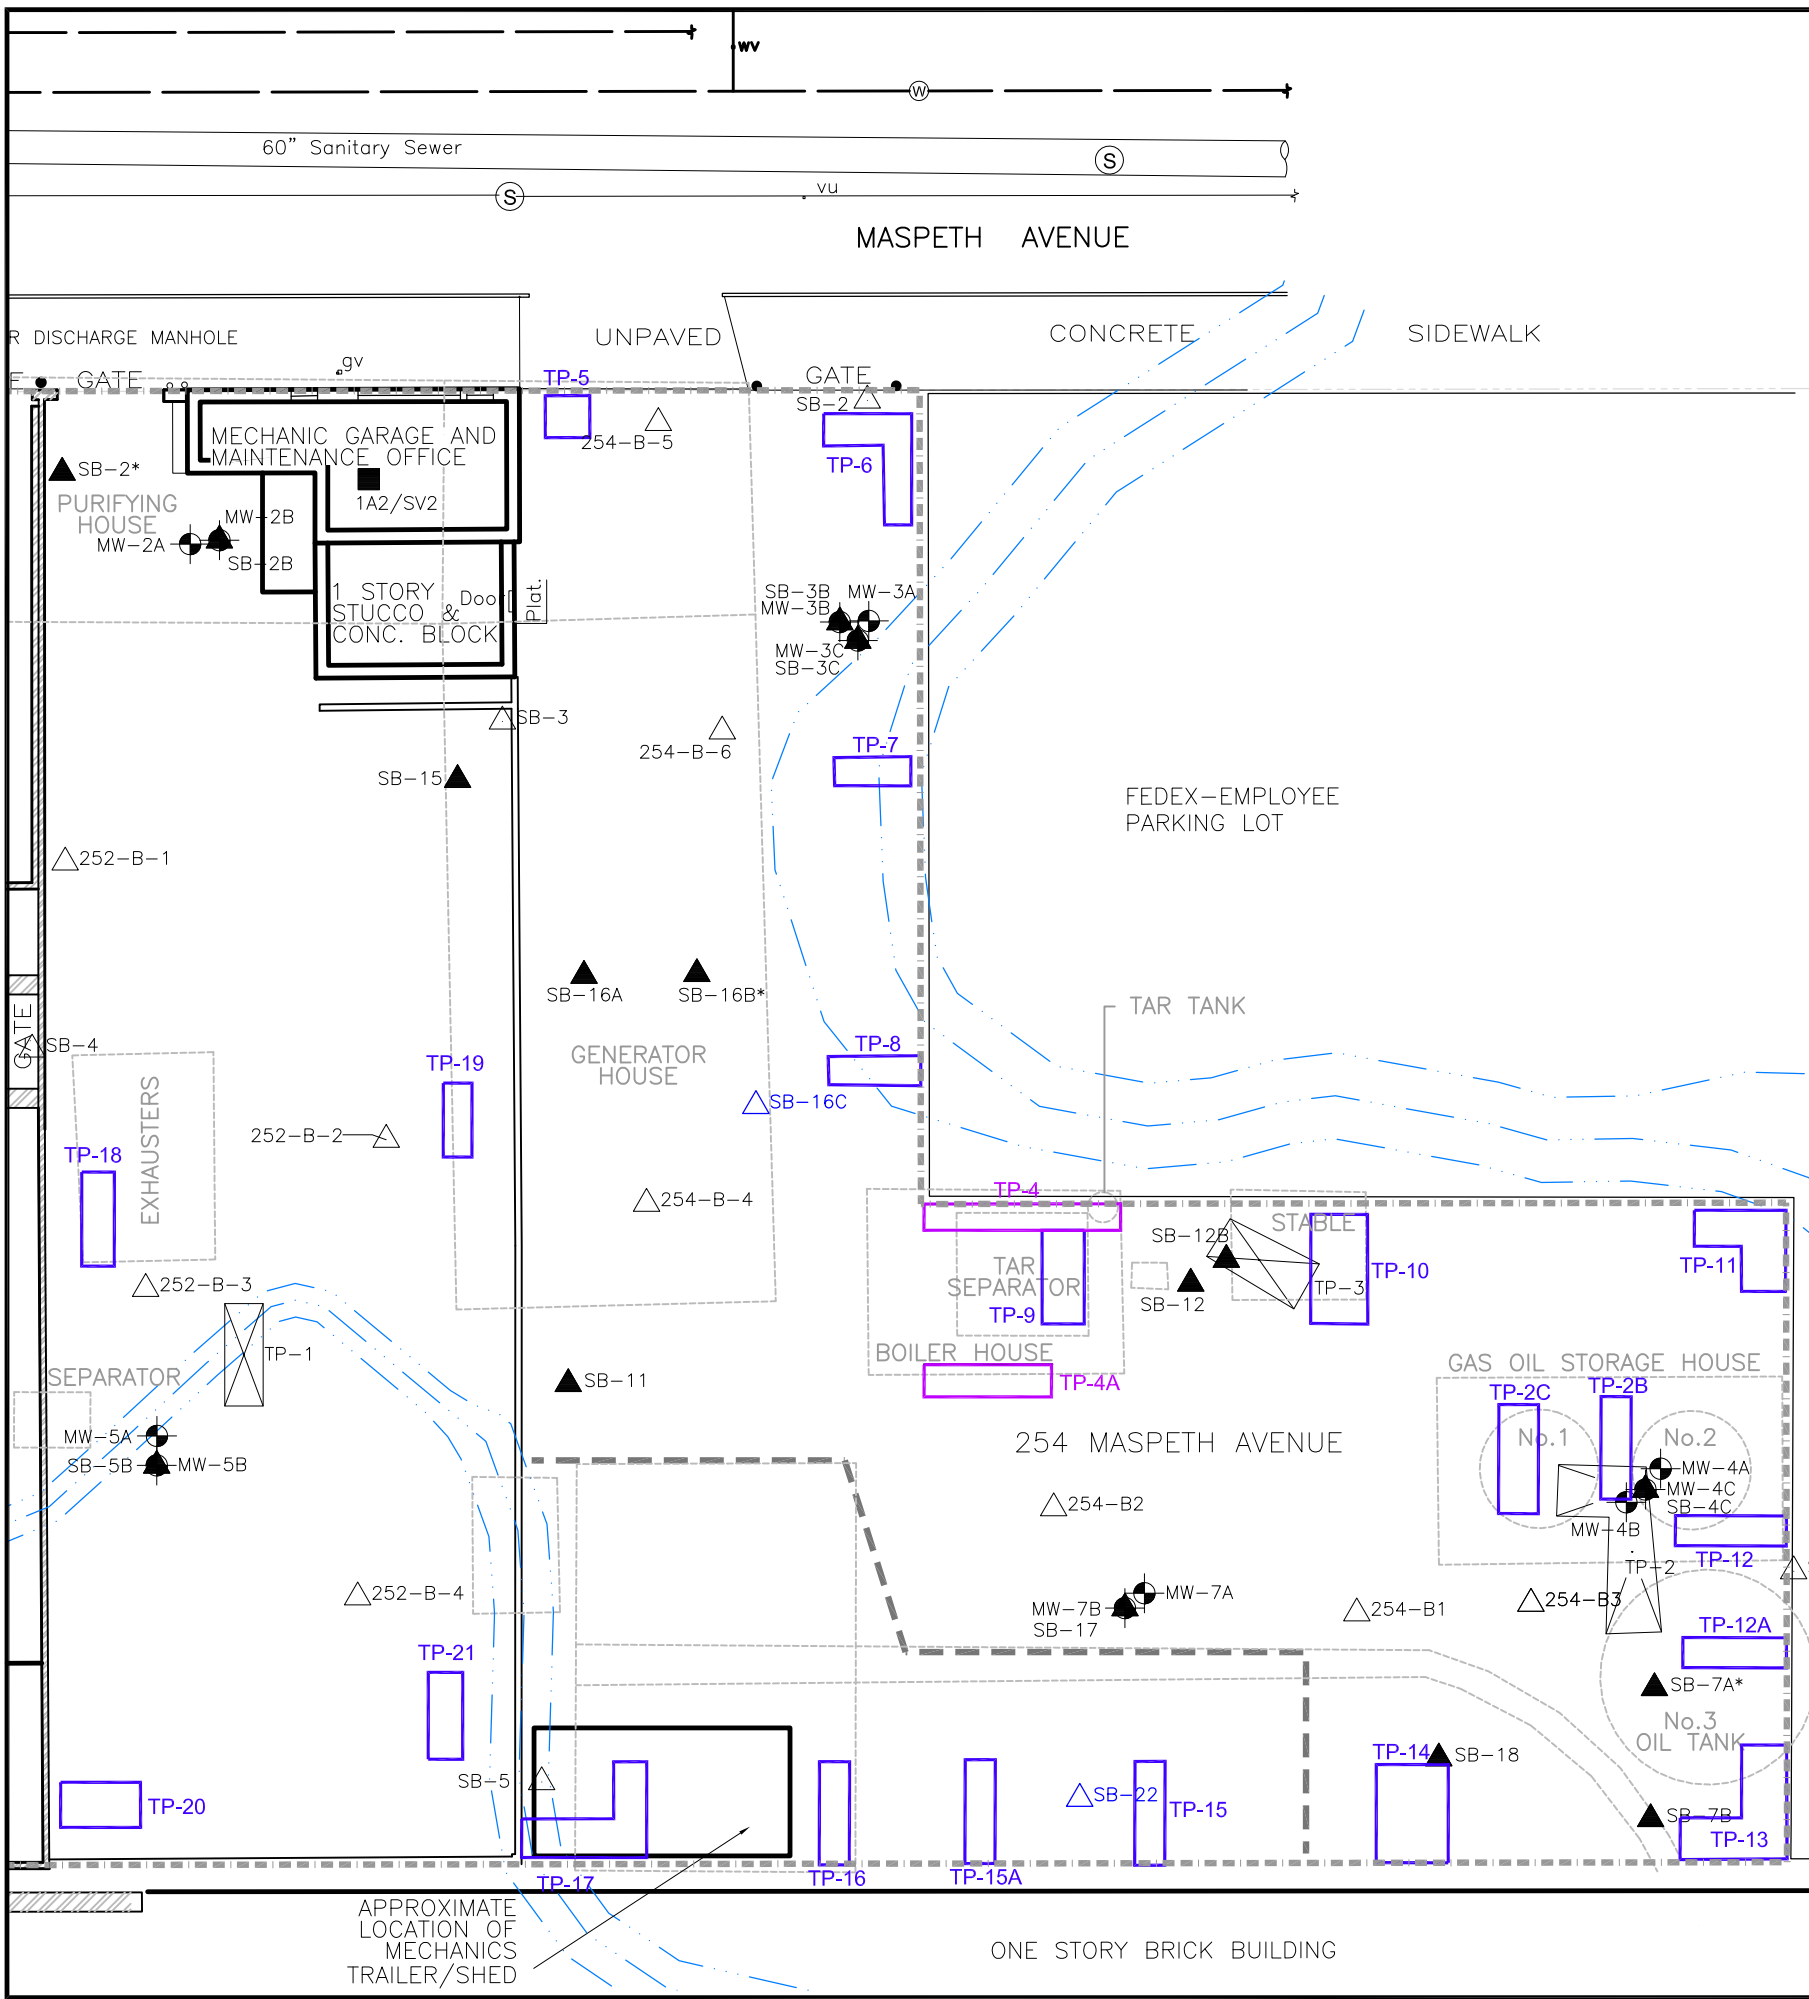 WV
W
60" Sanitary Sewer
S
S
vu
MASPETH AVENUE
R DISCHARGE MANHOLE
UNPAVED
CONCRETE
SIDEWALK
GATE
gv
TP-5
GATE
SB-2
254-B-5
MECHANIC GARAGE AND
MAINTENANCE OFFICE
SB-2*
TP-6
1A2/SV2
PURIFYING
HOUSE
MW-2B
MW-2A
SB-2B
1 STORY
STUCCO &
CONC. BLOCK
Door
Plat.
SB-3B
MW-3A
MW-3B
MW-3C
SB-3C
SB-3
254-B-6
TP-7
SB-15
FEDEX-EMPLOYEE
PARKING LOT
252-B-1
SB-16A
SB-16B*
TAR TANK
GATE
SB-4
GENERATOR
HOUSE
TP-8
TP-19
EXHAUSTERS
SB-16C
252-B-2
TP-18
254-B-4
TP-4
STABLE
SB-12B
TAR
SEPARATOR
TP-11
TP-10
252-B-3
TP-3
SB-12
TP-9
TP-1
BOILER HOUSE
GAS OIL STORAGE HOUSE
SEPARATOR
SB-11
TP-4A
TP-2C
TP-2B
MW-5A
254 MASPETH AVENUE
No.1
No.2
SB-5B
MW-5B
MW-4A
MW-4C
SB-4C
254-B2
MW-4B
TP-12
TP-2
252-B-4
MW-7A
MW-7B
SB-17
254-B1
254-B3
TP-12A
TP-21
SB-7A*
No.3
OIL TANK
TP-14
SB-18
SB-5
SB-22
TP-15
TP-20
SB-7B
TP-13
TP-17
TP-16
TP-15A
APPROXIMATE
LOCATION OF
MECHANICS
TRAILER/SHED
ONE STORY BRICK BUILDING